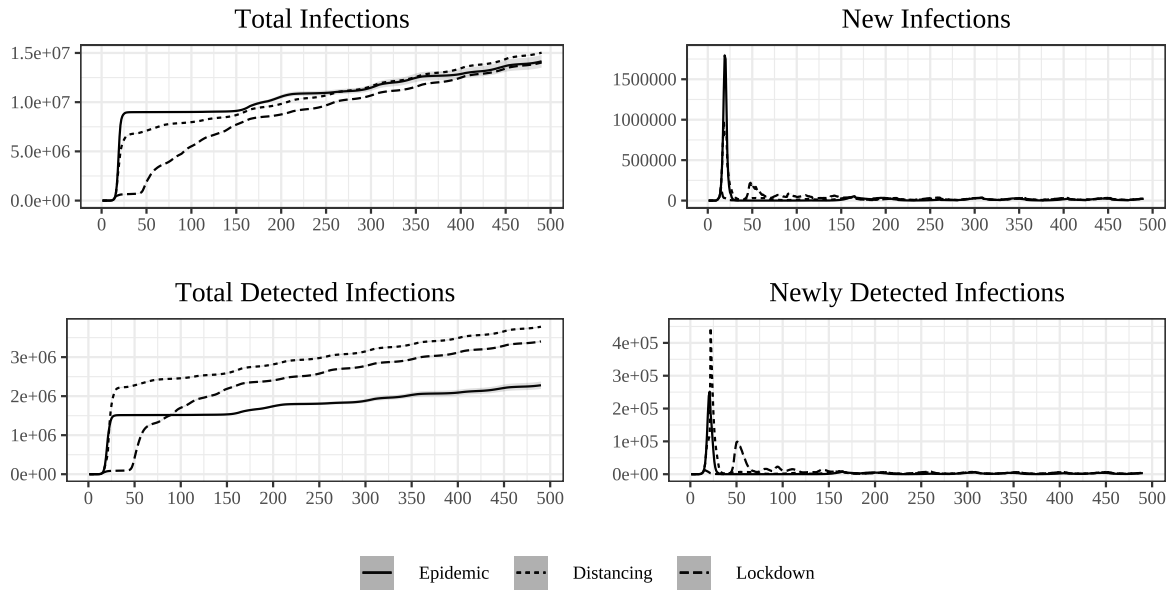 Total Infections
New Infections
1.5e+07
1.0e+07
5.0e+06
0.0e+00
0 50 100 150 200 250 300 350 400 450 500
1500000
1000000
500000
0
0 50 100 150 200 250 300 350 400 450 500
Total Detected Infections
Newly Detected Infections
3e+06
2e+06
1e+06
0e+00
0 50 100 150 200 250 300 350 400 450 500
4e+05
3e+05
2e+05
1e+05
0e+00
0 50 100 150 200 250 300 350 400 450 500
Epidemic Distancing Lockdown